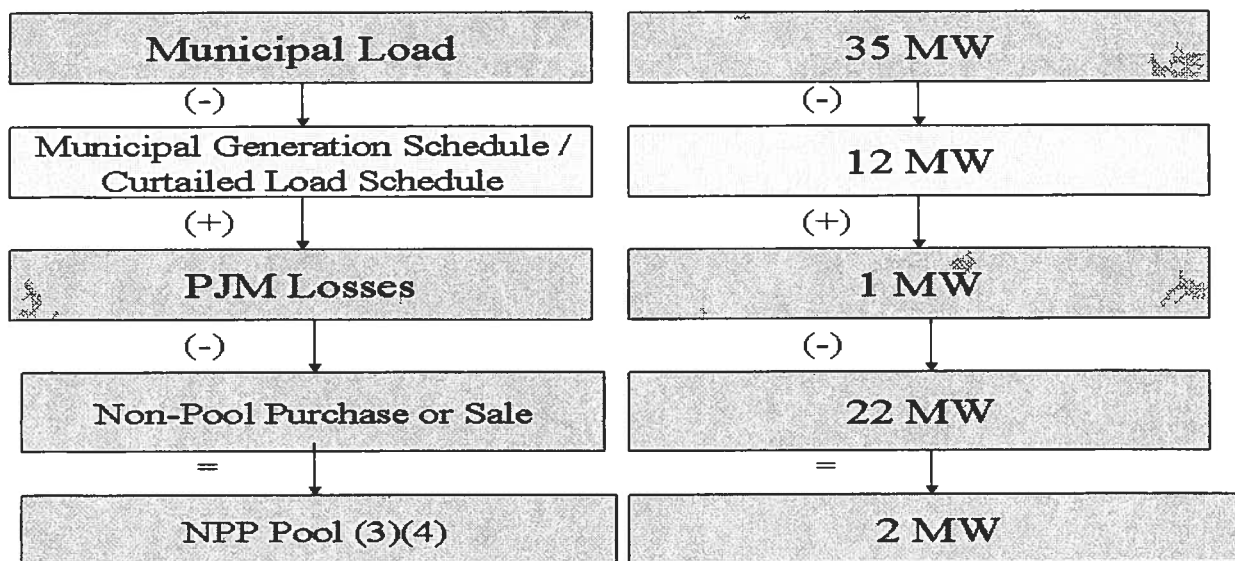 Municipal Load 35 MW
(-) (-)
Municipal Generation Schedule / 
Curtailed Load Schedule 12 MW
(+) (+)
PJM Losses 1 MW
(-) (-)
Non-Pool Purchase or Sale 22 MW
= =
NPP Pool (3)(4) 2 MW